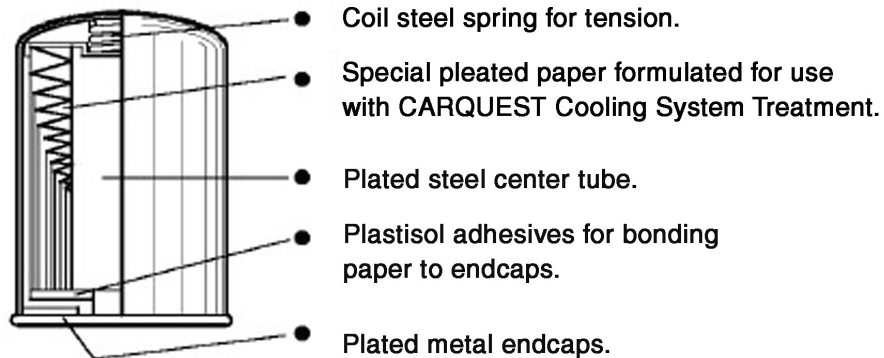 Coil steel spring for tension.
Special pleated paper formulated for use
with CARQUEST Cooling System Treatment.
Plated steel center tube.
Plastisol adhesives for bonding
paper to endcaps.
Plated metal endcaps.